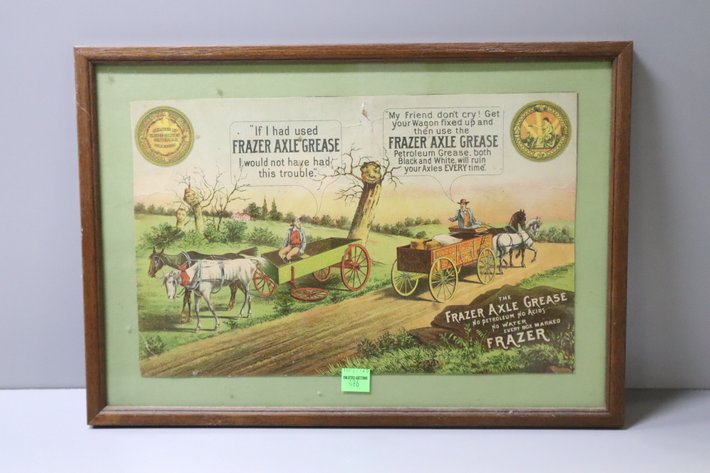 "If I had used
FRAZER AXLE GREASE
I would not have had
this trouble."
"My Friend don't cry! Get
your Wagon fixed up and
then use the
FRAZER AXLE GREASE
Petroleum Grease, both
Black and White, will ruin
your Axles EVERY time."
THE
FRAZER AXLE GREASE
NO PETROLEUM NO ACIDS
NO WATER
EVERY BOX MARKED
FRAZER